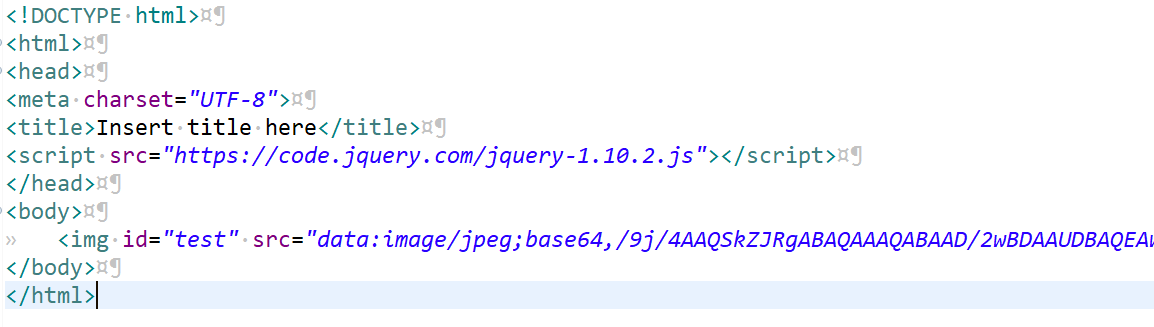 <!DOCTYPE html>¤¶
<html>¤¶
<head>¤¶
<meta charset="UTF-8">¤¶
<title>Insert title here</title>¤¶
<script src="https://code.jquery.com/jquery-1.10.2.js"></script>¤¶
</head>¤¶
<body>¤¶
» <img id="test" src="data:image/jpeg;base64,/9j/4AAQSkZJRgABAQAAAQABAAD/2wBDAAUDBAQEAw
</body>¤¶
</html>